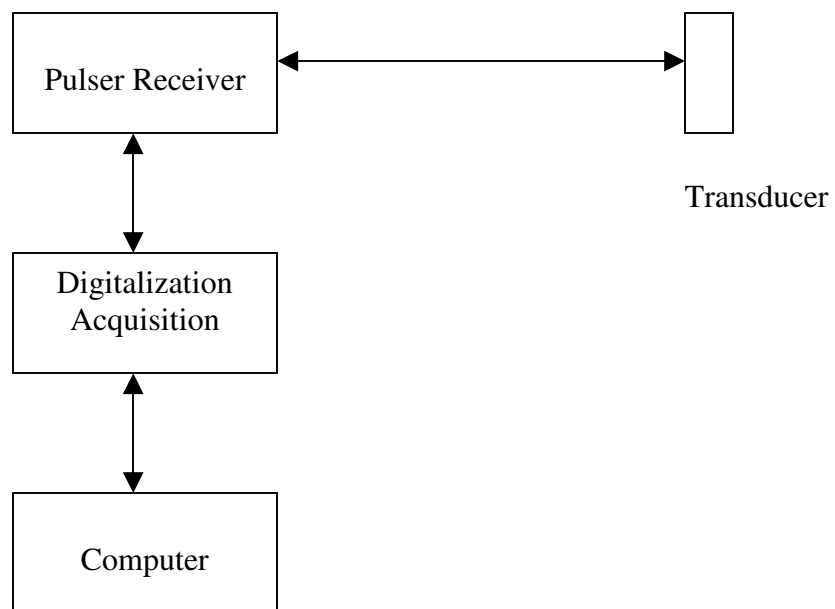 Pulser Receiver
Transducer
Digitalization
Acquisition
Computer